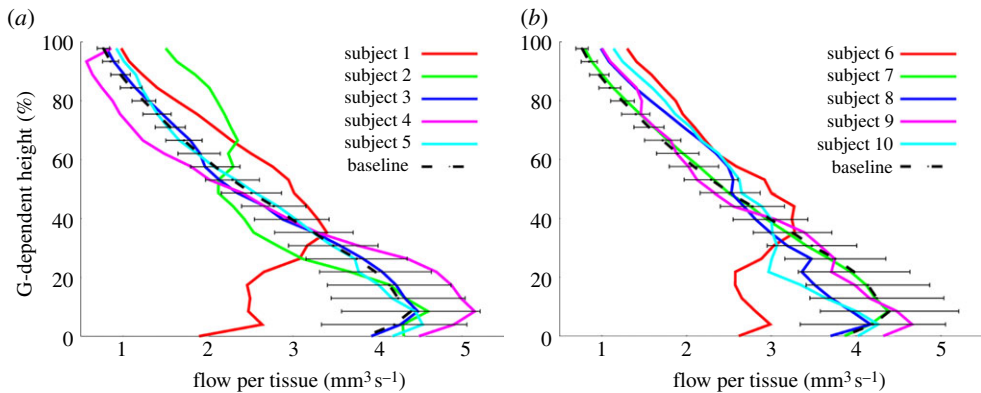 (a)
100
80
60
40
20
0
G-dependent height (%)
subject 1
subject 2
subject 3
subject 4
subject 5
baseline
1 2 3 4 5
flow per tissue (mm³ s⁻¹)
(b)
100
80
60
40
20
0
subject 6
subject 7
subject 8
subject 9
subject 10
baseline
1 2 3 4 5
flow per tissue (mm³ s⁻¹)